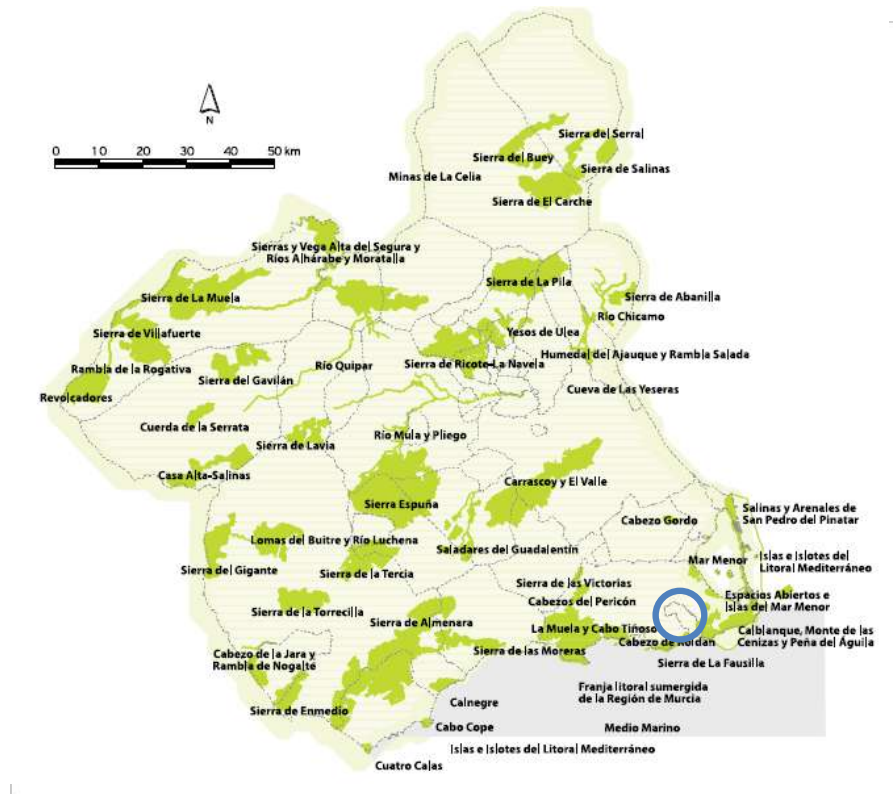 N
0 10 20 30 40 50 km
Sierra del Serral
Sierra del Buey
Sierra de Salinas
Minas de La Celia
Sierra de El Carche
Sierras y Vega Alta del Segura y
Ríos Alhárabe y Moratalla
Sierra de La Pila
Sierra de La Muela
Sierra de Abanilla
Río Chicamo
Sierra de Villafuerte
Yesos de Ulea
Humedal del Ajauque y Rambla Salada
Rambla de la Rogativa
Río Quipar
Sierra de Ricote-La Navela
Sierra del Gavilán
Revolcadores
Cueva de Las Yeseras
Cuerda de la Serrata
Río Mula y Pliego
Sierra de Lavia
Casa Alta-Salinas
Carrascoy y El Valle
Sierra Espuña
Salinas y Arenales de
San Pedro del Pinatar
Cabezo Gordo
Lomas del Buitre y Río Luchena
Saladares del Guadalentín
Mar Menor
Islas e Islotes del
Litoral Mediterráneo
Sierra del Gigante
Sierra de la Tercia
Sierra de las Victorias
Espacios Abiertos e
Islas del Mar Menor
Cabezos del Pericón
Sierra de la Torrecilla
Sierra de Almenara
La Muela y Cabo Tiñoso
Calblanque, Monte de las
Cenizas y Peña del Águila
Cabezo de Roldán
Sierra de las Moreras
Cabezo de la Jara y
Rambla de Nogalte
Sierra de La Fausilla
Franja litoral sumergida
de la Región de Murcia
Calnegre
Sierra de Enmedio
Cabo Cope
Medio Marino
Islas e Islotes del Litoral Mediterráneo
Cuatro Calas